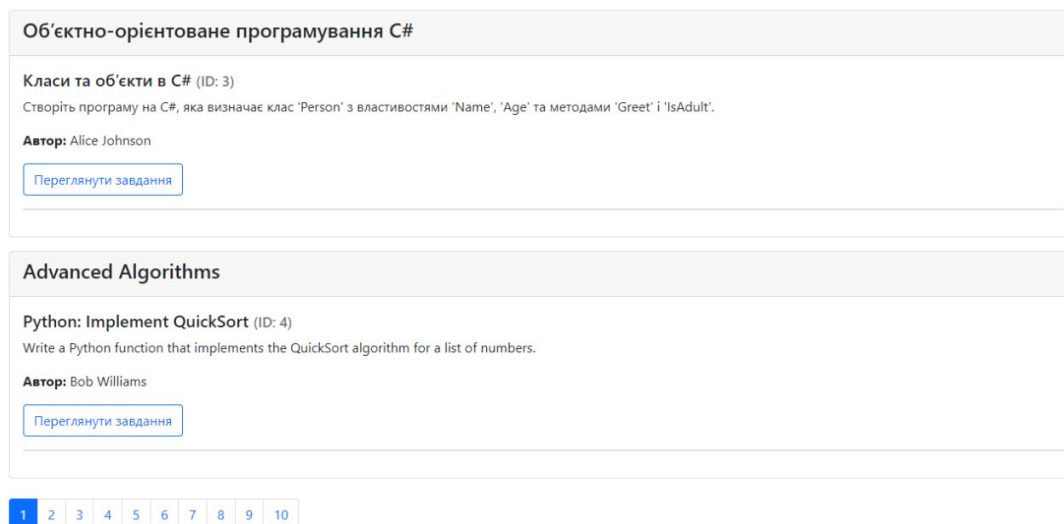 Об'єктно-орієнтоване програмування C#
Класи та об'єкти в C# (ID: 3)
Створіть програму на C#, яка визначає клас 'Person' з властивостями 'Name', 'Age' та методами 'Greet' і 'IsAdult'.
Автор: Alice Johnson
Переглянути завдання
Advanced Algorithms
Python: Implement QuickSort (ID: 4)
Write a Python function that implements the QuickSort algorithm for a list of numbers.
Автор: Bob Williams
Переглянути завдання
1 2 3 4 5 6 7 8 9 10